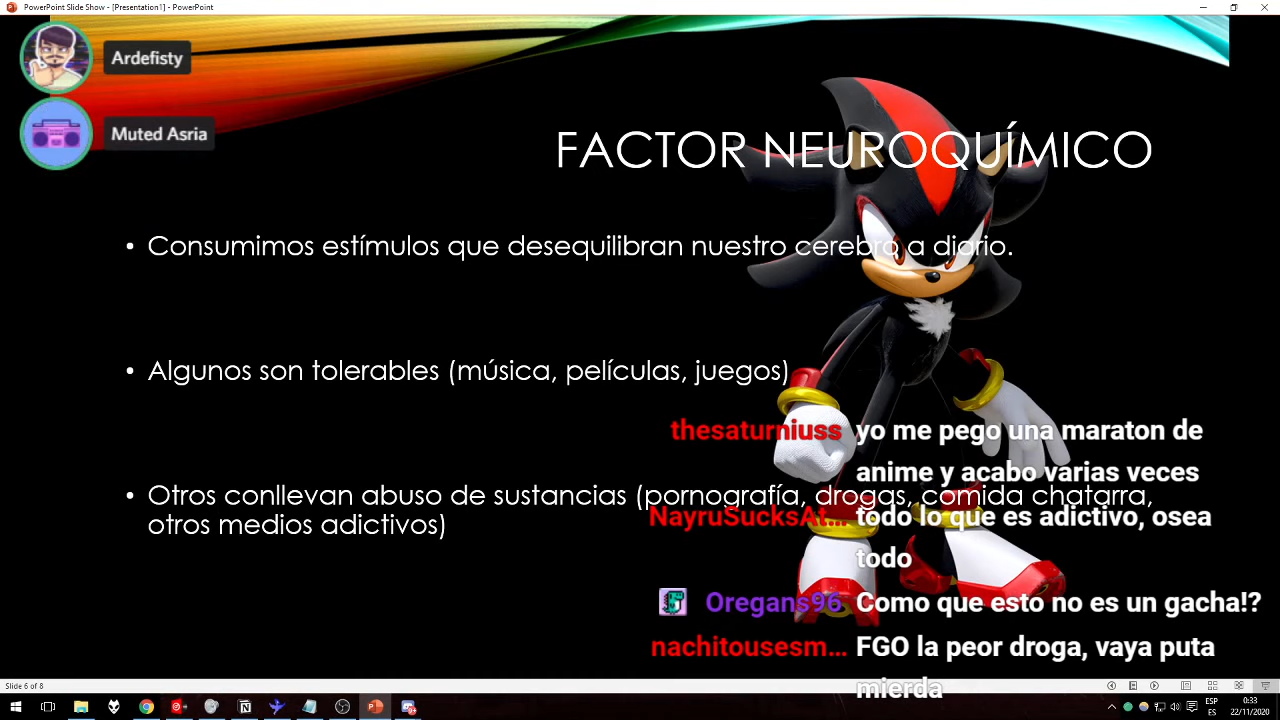 PowerPoint Slide Show - [Presentation1] - PowerPoint
Ardefisty
Muted Asria
FACTOR NEUROQUÍMICO
• Consumimos estímulos que desequilibran nuestro cerebro a diario.
• Algunos son tolerables (música, películas, juegos)
• Otros conllevan abuso de sustancias (pornografía, drogas, comida chatarra,
otros medios adictivos)
thesaturniuss yo me pego una maraton de
anime y acabo varias veces
NayruSucksAt... todo lo que es adictivo, osea
todo
Oregans96 Como que esto no es un gacha!?
nachitousesm... FGO la peor droga, vaya puta
mierda
Slide 6 of 8
ESP
ES
0:33
22/11/2020